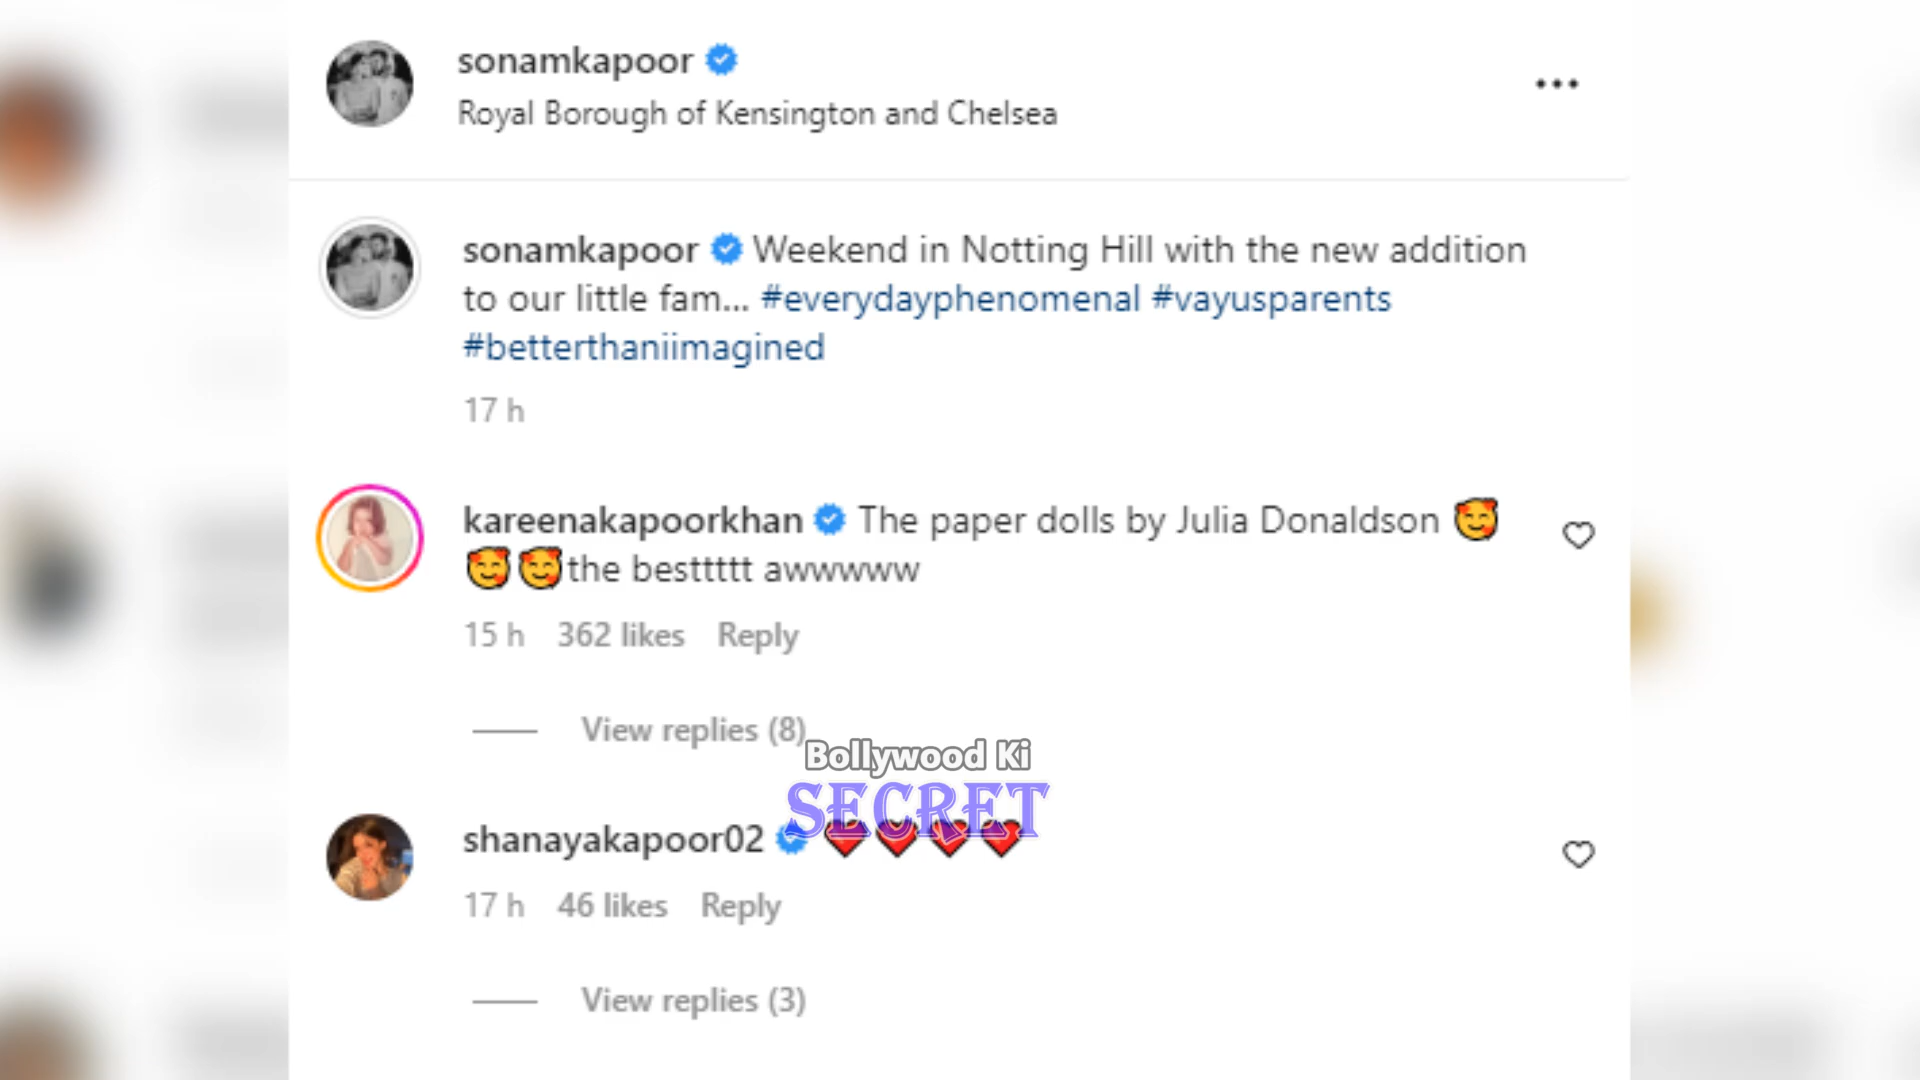 sonamkapoor
Royal Borough of Kensington and Chelsea
sonamkapoor Weekend in Notting Hill with the new addition
to our little fam... #everydayphenomenal #vayusparents
#betterthaniimagined
17 h
kareenakapoorkhan The paper dolls by Julia Donaldson 🥰
🥰🥰the besttttt awwwww
15 h 362 likes Reply
View replies (8)
Bollywood Ki
SECRET
shanayakapoor02 ❤️❤️❤️❤️
17 h 46 likes Reply
View replies (3)